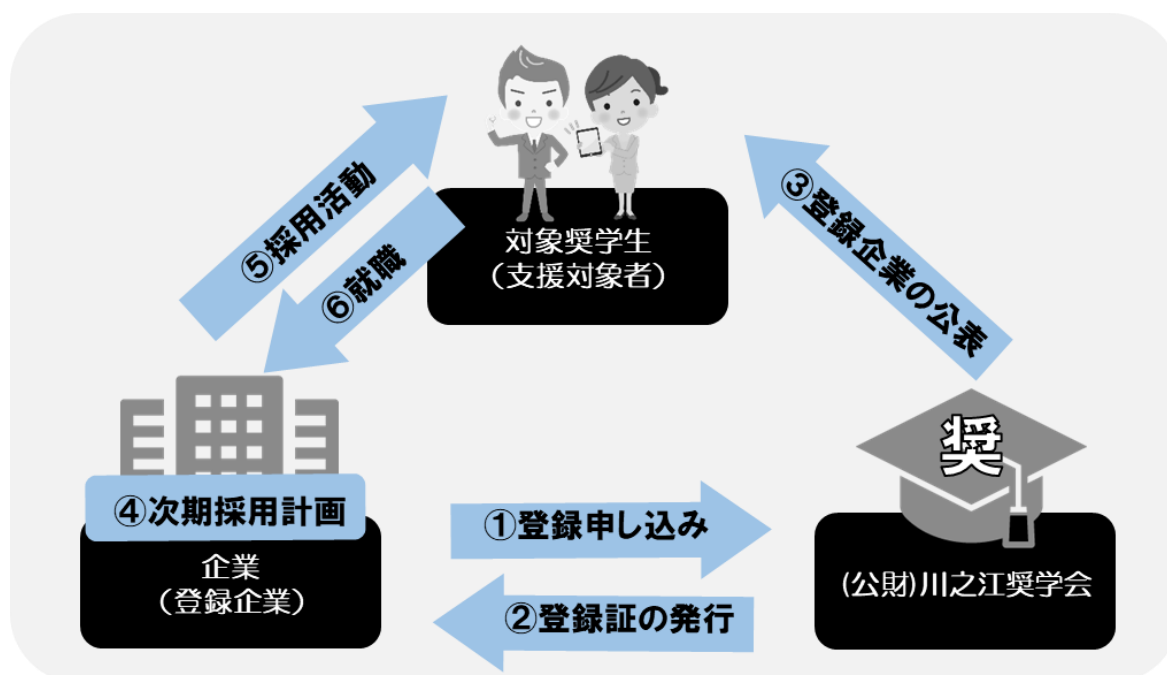 対象奨学生
（支援対象者）
⑤採用活動
⑥就職
③登録企業の公表
奨
④次期採用計画
企業
（登録企業）
①登録申し込み
②登録証の発行
(公財)川之江奨学会